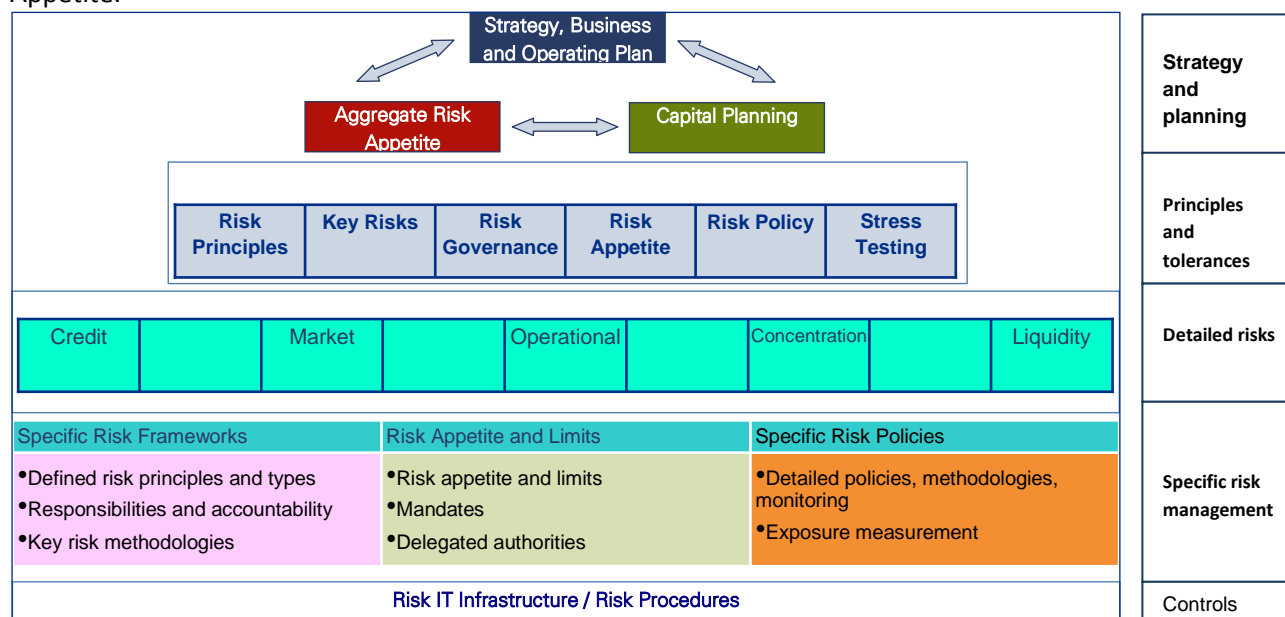 Appetite.
Strategy, Business
and Operating Plan
Aggregate Risk
Appetite
Capital Planning
Strategy
and
planning
Risk
Principles
Key Risks
Risk
Governance
Risk
Appetite
Risk Policy
Stress
Testing
Principles
and
tolerances
Credit
Market
Operational
Concentration
Liquidity
Detailed risks
Specific Risk Frameworks
•Defined risk principles and types
•Responsibilities and accountability
•Key risk methodologies
Risk Appetite and Limits
•Risk appetite and limits
•Mandates
•Delegated authorities
Specific Risk Policies
•Detailed policies, methodologies,
monitoring
•Exposure measurement
Specific risk
management
Risk IT Infrastructure / Risk Procedures
Controls